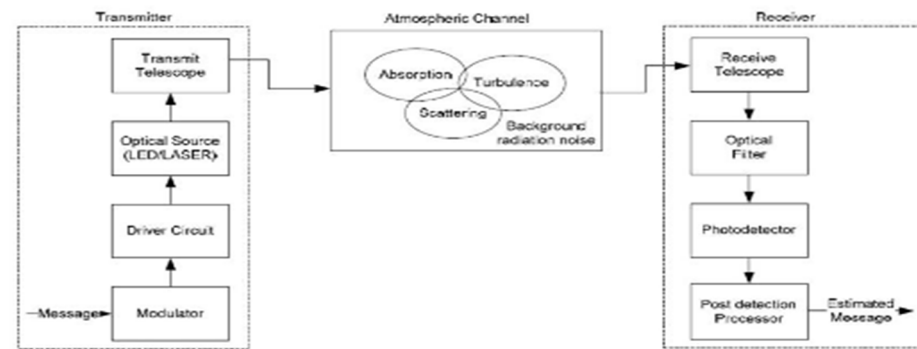 Transmitter
Transmit
Telescope
Optical Source
(LED/LASER)
Driver Circuit
Message
Modulator
Atmospheric Channel
Absorption
Turbulence
Scattering
Background
radiation noise
Receiver
Receive
Telescope
Optical
Filter
Photodetector
Post detection
Processor
Estimated
Message